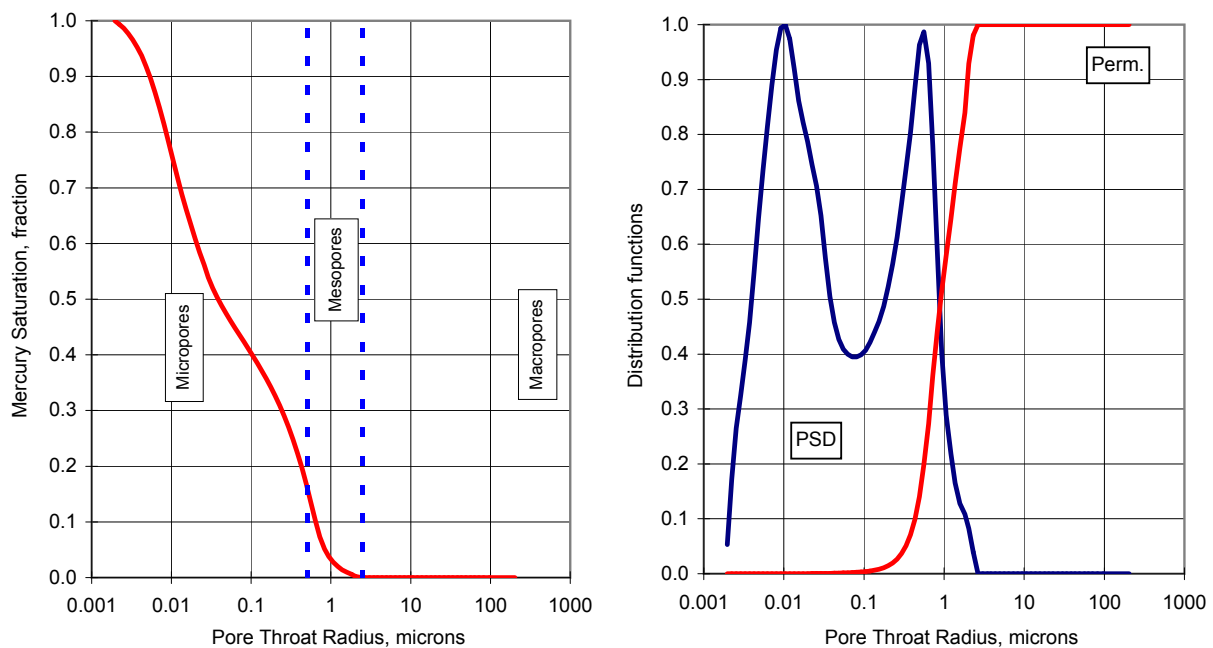 Mercury Saturation, fraction
1.0
0.9
0.8
0.7
0.6
0.5
0.4
0.3
0.2
0.1
0.0
Micropores
Mesopores
Macropores
0.001 0.01 0.1 1 10 100 1000
Pore Throat Radius, microns
Distribution functions
1.0
0.9
0.8
0.7
0.6
0.5
0.4
0.3
0.2
0.1
0.0
Perm.
PSD
0.001 0.01 0.1 1 10 100 1000
Pore Throat Radius, microns